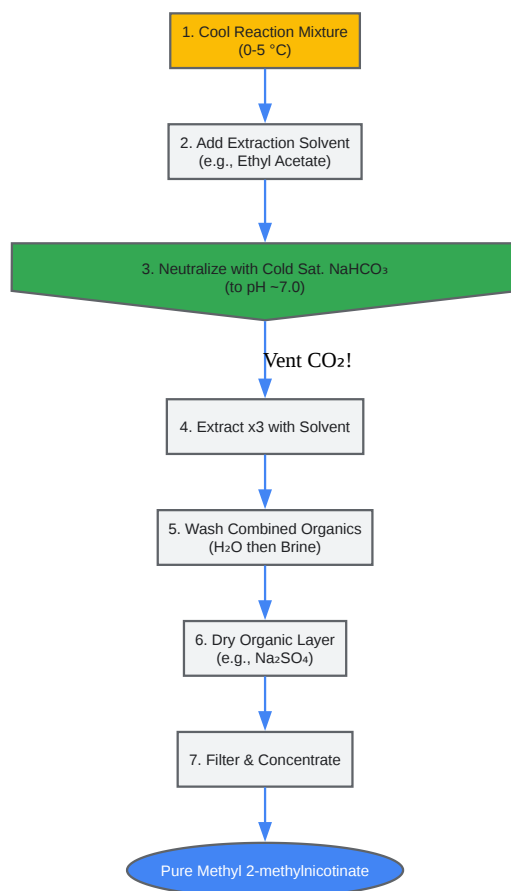 1. Cool Reaction Mixture
(0-5 °C)
2. Add Extraction Solvent
(e.g., Ethyl Acetate)
3. Neutralize with Cold Sat. NaHCO₃
(to pH ~7.0)
Vent CO₂!
4. Extract x3 with Solvent
5. Wash Combined Organics
(H₂O then Brine)
6. Dry Organic Layer
(e.g., Na₂SO₄)
7. Filter & Concentrate
Pure Methyl 2-methylnicotinate